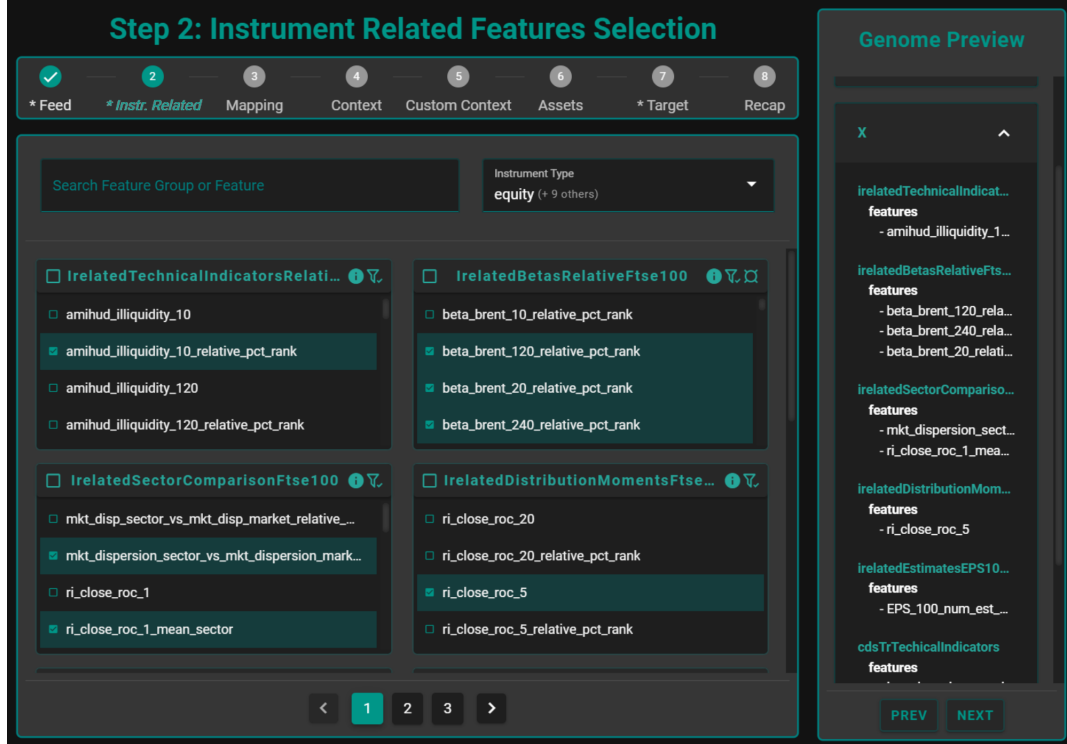 Step 2: Instrument Related Features Selection
2 3 4 5 6 7 8
* Feed * Instr. Related Mapping Context Custom Context Assets * Target Recap
Search Feature Group or Feature
Instrument Type
equity (+ 9 others)
IrelatedTechnicalIndicatorsRelati...
amihud_illiquidity_10
amihud_illiquidity_10_relative_pct_rank
amihud_illiquidity_120
amihud_illiquidity_120_relative_pct_rank
IrelatedBetasRelativeFtse100
beta_brent_10_relative_pct_rank
beta_brent_120_relative_pct_rank
beta_brent_20_relative_pct_rank
beta_brent_240_relative_pct_rank
IrelatedSectorComparisonFtse100
mkt_disp_sector_vs_mkt_disp_market_relative_...
mkt_dispersion_sector_vs_mkt_dispersion_mark...
ri_close_roc_1
ri_close_roc_1_mean_sector
IrelatedDistributionMomentsFtse...
ri_close_roc_20
ri_close_roc_20_relative_pct_rank
ri_close_roc_5
ri_close_roc_5_relative_pct_rank
1 2 3
Genome Preview
X
irelatedTechnicalIndicat...
features
- amihud_illiquidity_1...
irelatedBetasRelativeFts...
features
- beta_brent_120_rela...
- beta_brent_240_rela...
- beta_brent_20_relati...
irelatedSectorCompariso...
features
- mkt_dispersion_sect...
- ri_close_roc_1_mea...
irelatedDistributionMom...
features
- ri_close_roc_5
irelatedEstimatesEPS10...
features
- EPS_100_num_est_...
cdsTrTechicalIndicators
features
PREV NEXT